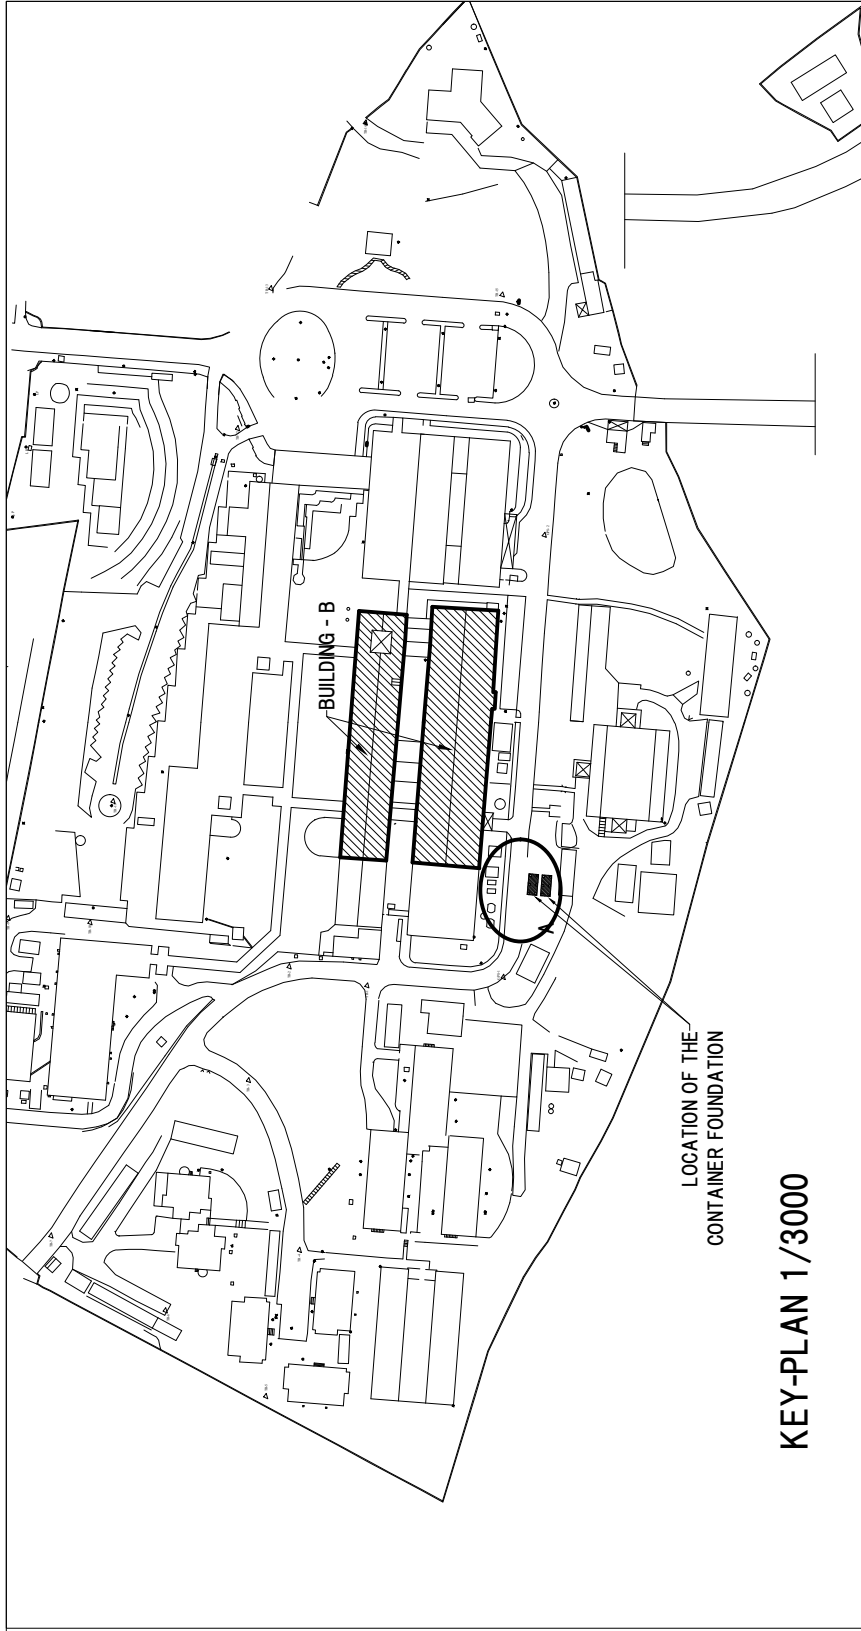 BUILDING - B
LOCATION OF THE
CONTAINER FOUNDATION
KEY-PLAN 1/3000